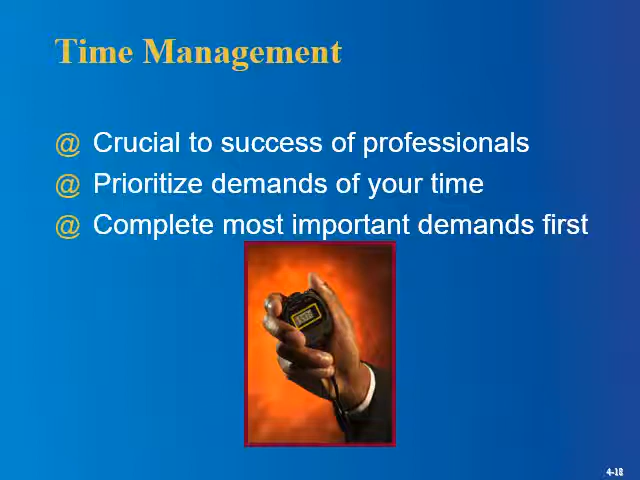 Time Management
@ Crucial to success of professionals
@ Prioritize demands of your time
@ Complete most important demands first
4-18